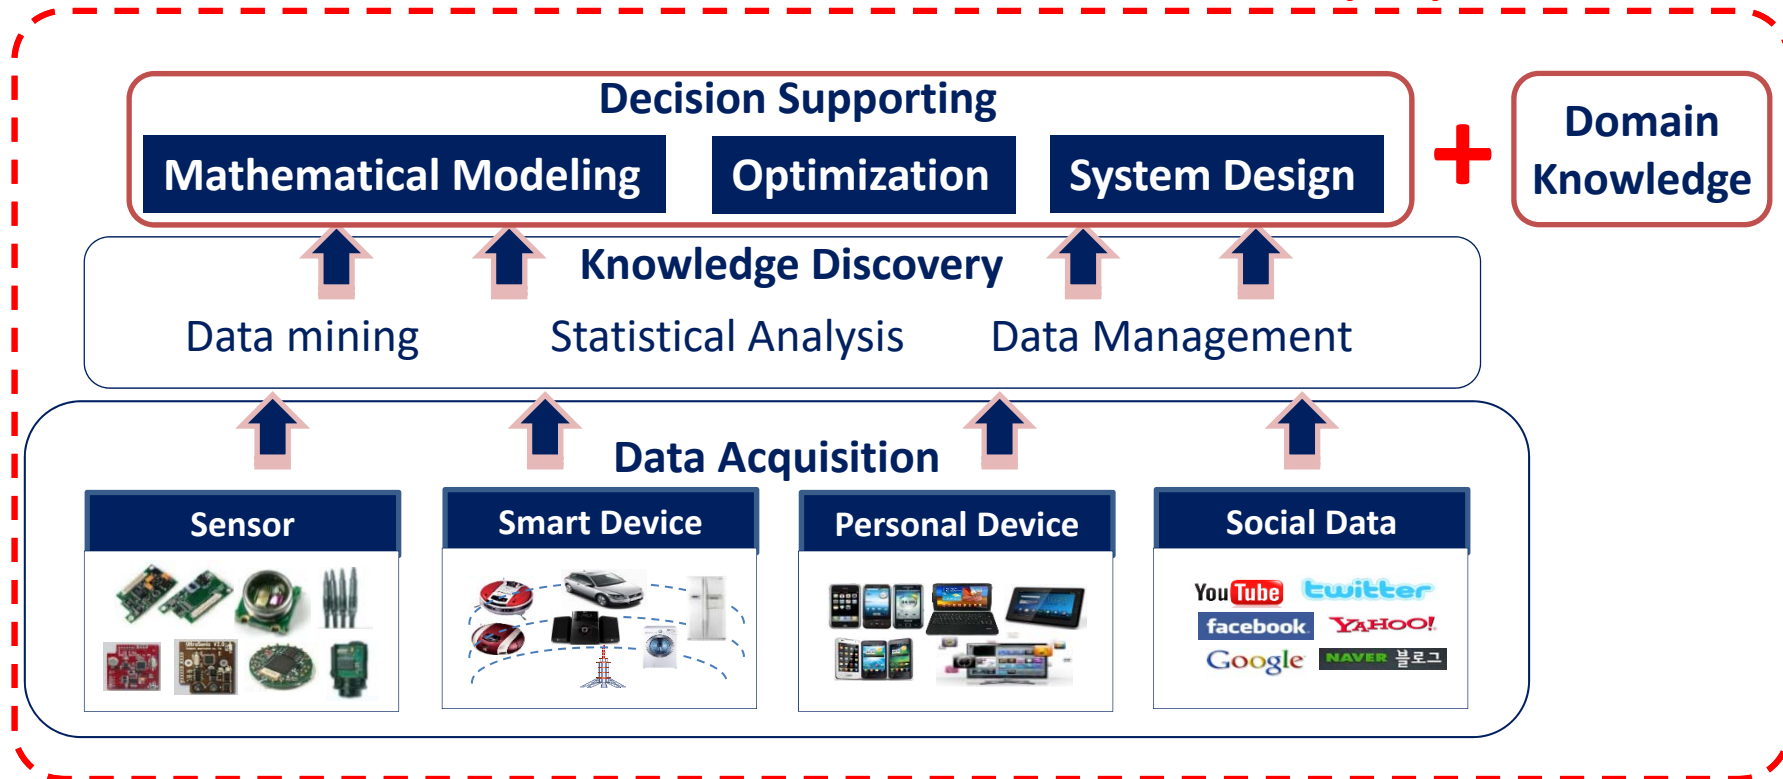 Decision Supporting
Mathematical Modeling
Optimization
System Design
+
Domain
Knowledge
Knowledge Discovery
Data mining
Statistical Analysis
Data Management
Data Acquisition
Sensor
Smart Device
Personal Device
Social Data
YouTube
twitter
facebook
YAHOO!
Google
NAVER 블로그